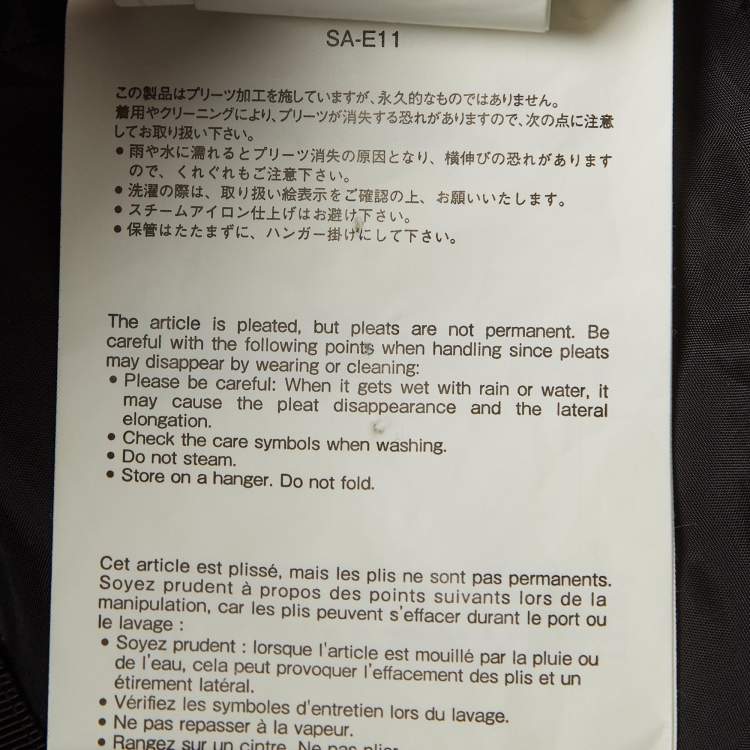 SA-E11
この製品はプリーツ加工を施していますが、永久的なものではありません。
着用やクリーニングにより、プリーツが消失する恐れがありますので、次の点に注意
してお取り扱い下さい。
● 雨や水に濡れるとプリーツ消失の原因となり、横伸びの恐れがあります
ので、くれぐれもご注意下さい。
● 洗濯の際は、取り扱い絵表示をご確認の上、お願いいたします。
● スチームアイロン仕上げはお避け下さい。
● 保管はたたまずに、ハンガー掛けにして下さい。
The article is pleated, but pleats are not permanent. Be
careful with the following points when handling since pleats
may disappear by wearing or cleaning:
● Please be careful: When it gets wet with rain or water, it
may cause the pleat disappearance and the lateral
elongation.
● Check the care symbols when washing.
● Do not steam.
● Store on a hanger. Do not fold.
Cet article est plissé, mais les plis ne sont pas permanents.
Soyez prudent à propos des points suivants lors de la
manipulation, car les plis peuvent s'effacer durant le port ou
le lavage :
● Soyez prudent : lorsque l'article est mouillé par la pluie ou
de l'eau, cela peut provoquer l'effacement des plis et un
étirement latéral.
● Vérifiez les symboles d'entretien lors du lavage.
● Ne pas repasser à la vapeur.
● Rangez sur un cintre. Ne pas plier.